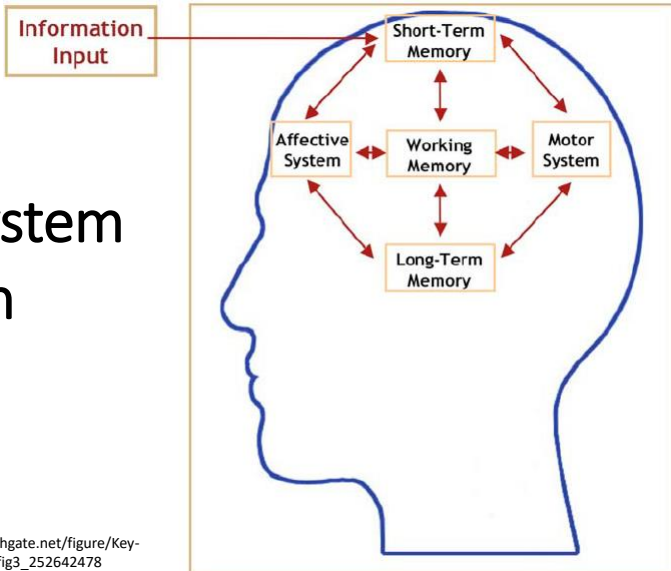 Information
Input
Short-Term
Memory
Affective
System
Working
Memory
Motor
System
Long-Term
Memory
ystem
n
hgate.net/figure/Key-
fig3_252642478